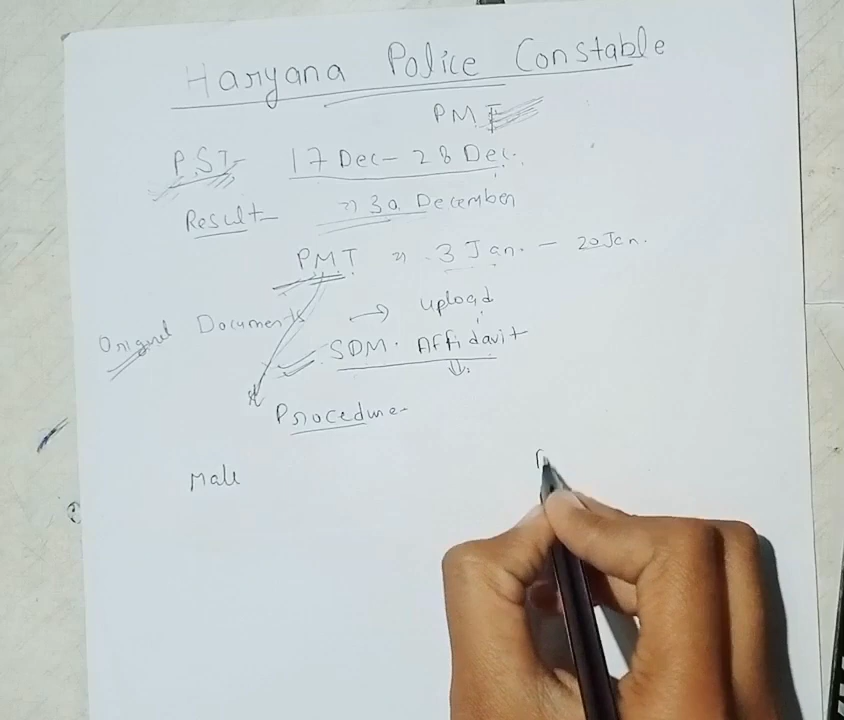 Haryana Police Constable
PMT
PST 17 Dec - 28 Dec.
Result 30 December
PMT 3 Jan. - 20 Jan.
→ upload
Original Documents
SDM. Affidavit
Procedure
Male